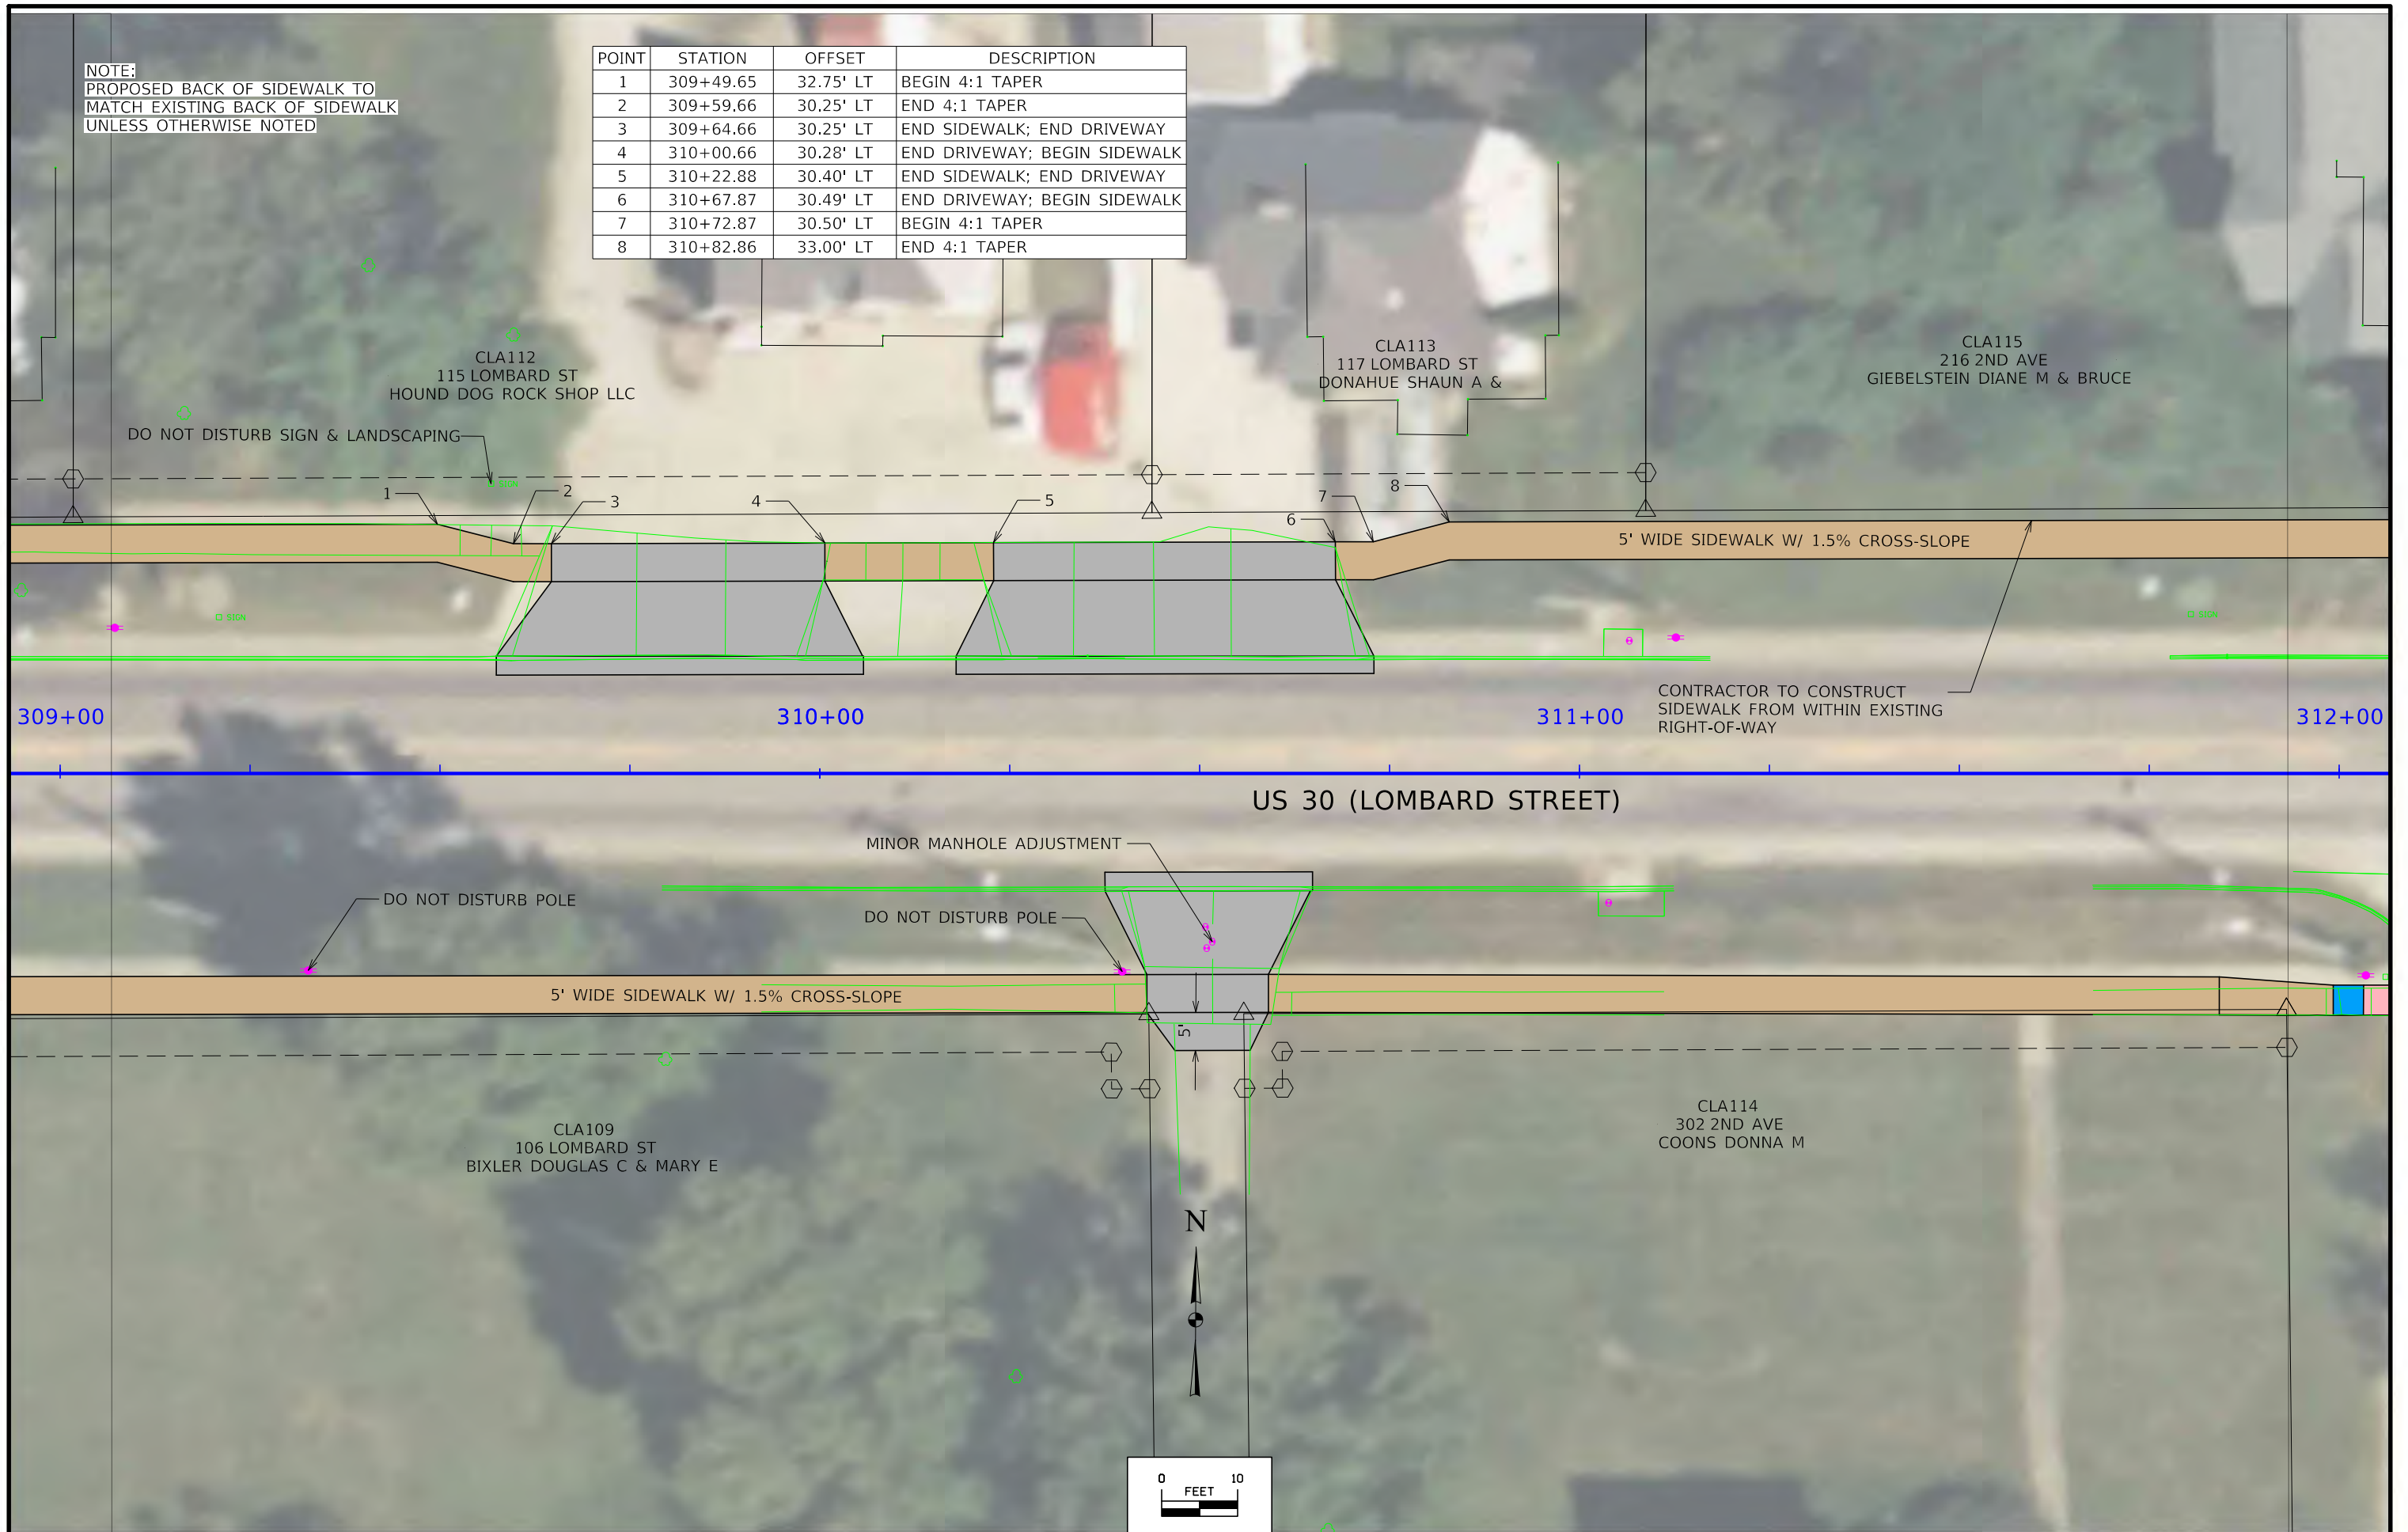 NOTE:
PROPOSED BACK OF SIDEWALK TO
MATCH EXISTING BACK OF SIDEWALK
UNLESS OTHERWISE NOTED
POINT STATION OFFSET DESCRIPTION
1 309+49.65 32.75' LT BEGIN 4:1 TAPER
2 309+59.66 30.25' LT END 4:1 TAPER
3 309+64.66 30.25' LT END SIDEWALK; END DRIVEWAY
4 310+00.66 30.28' LT END DRIVEWAY; BEGIN SIDEWALK
5 310+22.88 30.40' LT END SIDEWALK; END DRIVEWAY
6 310+67.87 30.49' LT END DRIVEWAY; BEGIN SIDEWALK
7 310+72.87 30.50' LT BEGIN 4:1 TAPER
8 310+82.86 33.00' LT END 4:1 TAPER
CLA112
115 LOMBARD ST
HOUND DOG ROCK SHOP LLC
CLA113
117 LOMBARD ST
DONAHUE SHAUN A &
CLA115
216 2ND AVE
GIEBELSTEIN DIANE M & BRUCE
DO NOT DISTURB SIGN & LANDSCAPING
1
2
3
4
5
6
7
8
5' WIDE SIDEWALK W/ 1.5% CROSS-SLOPE
SIGN
SIGN
CONTRACTOR TO CONSTRUCT
SIDEWALK FROM WITHIN EXISTING
RIGHT-OF-WAY
309+00
310+00
311+00
312+00
US 30 (LOMBARD STREET)
MINOR MANHOLE ADJUSTMENT
DO NOT DISTURB POLE
DO NOT DISTURB POLE
5' WIDE SIDEWALK W/ 1.5% CROSS-SLOPE
5'
CLA109
106 LOMBARD ST
BIXLER DOUGLAS C & MARY E
CLA114
302 2ND AVE
COONS DONNA M
N
0 10
FEET